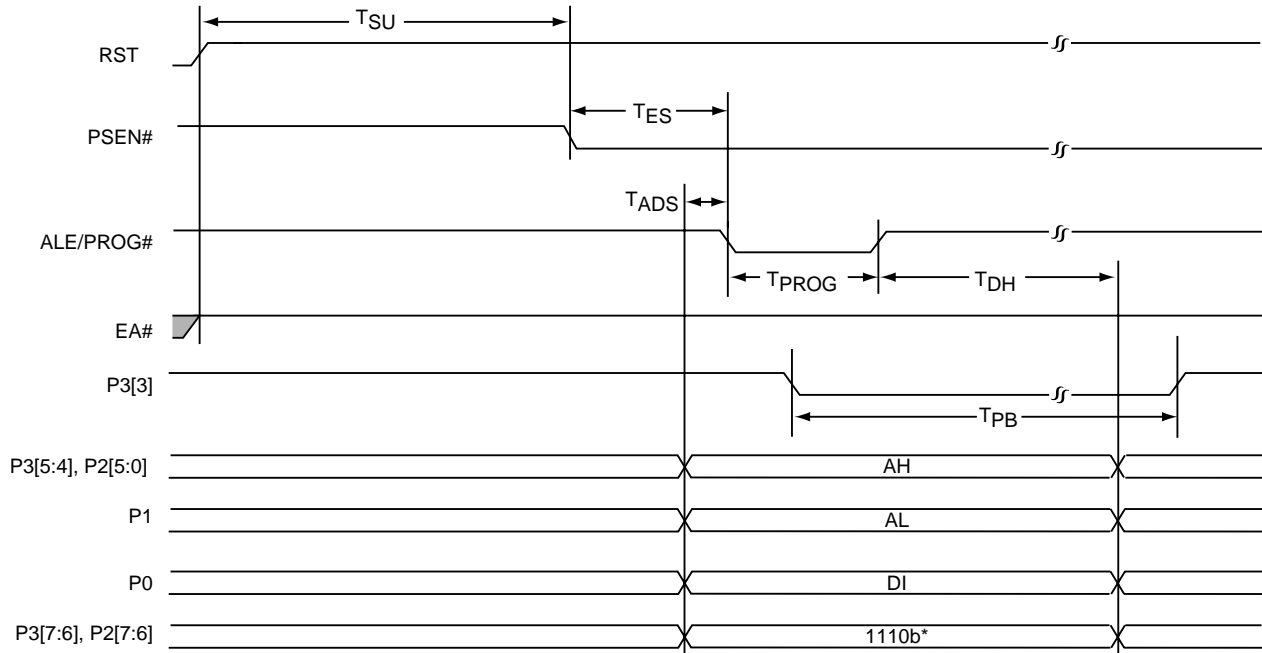 TSU
RST
TES
PSEN#
TADS
ALE/PROG#
TPROG
TDH
EA#
P3[3]
TPB
P3[5:4], P2[5:0]
AH
P1
AL
P0
DI
P3[7:6], P2[7:6]
1110b*